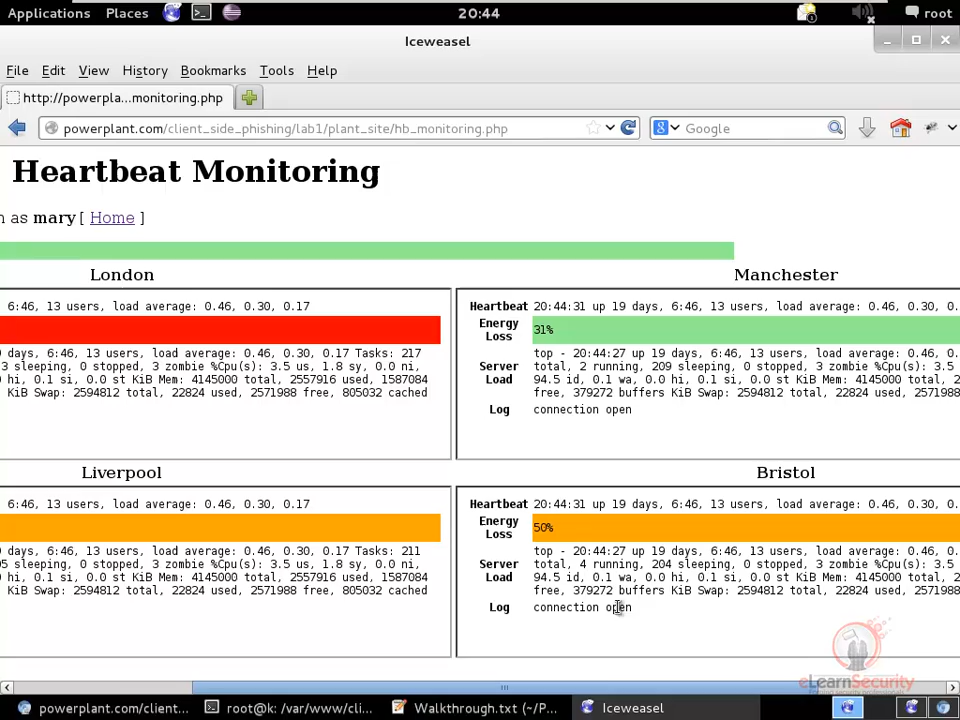 Applications Places 20:44 root
Iceweasel
File Edit View History Bookmarks Tools Help
http://powerpla...monitoring.php
powerplant.com/client_side_phishing/lab1/plant_site/hb_monitoring.php Google
Heartbeat Monitoring
n as mary [ Home ]
London Manchester
6:46, 13 users, load average: 0.46, 0.30, 0.17
days, 6:46, 13 users, load average: 0.46, 0.30, 0.17 Tasks: 217
3 sleeping, 0 stopped, 3 zombie %Cpu(s): 3.5 us, 1.8 sy, 0.0 ni,
hi, 0.1 si, 0.0 st KiB Mem: 4145000 total, 2557916 used, 1587084
KiB Swap: 2594812 total, 22824 used, 2571988 free, 805032 cached
Heartbeat 20:44:31 up 19 days, 6:46, 13 users, load average: 0.46, 0.30, 0.
Energy Loss 31%
Server Load top - 20:44:27 up 19 days, 6:46, 13 users, load average: 0.
total, 2 running, 209 sleeping, 0 stopped, 3 zombie %Cpu(s): 3.5
94.5 id, 0.1 wa, 0.0 hi, 0.1 si, 0.0 st KiB Mem: 4145000 total, 2
free, 379272 buffers KiB Swap: 2594812 total, 22824 used, 2571988
Log connection open
Liverpool Bristol
6:46, 13 users, load average: 0.46, 0.30, 0.17
days, 6:46, 13 users, load average: 0.46, 0.30, 0.17 Tasks: 211
5 sleeping, 0 stopped, 3 zombie %Cpu(s): 3.5 us, 1.8 sy, 0.0 ni,
hi, 0.1 si, 0.0 st KiB Mem: 4145000 total, 2557916 used, 1587084
KiB Swap: 2594812 total, 22824 used, 2571988 free, 805032 cached
Heartbeat 20:44:31 up 19 days, 6:46, 13 users, load average: 0.46, 0.30, 0.
Energy Loss 50%
Server Load top - 20:44:27 up 19 days, 6:46, 13 users, load average: 0.
total, 4 running, 204 sleeping, 0 stopped, 3 zombie %Cpu(s): 3.5
94.5 id, 0.1 wa, 0.0 hi, 0.1 si, 0.0 st KiB Mem: 4145000 total, 2
free, 379272 buffers KiB Swap: 2594812 total, 22824 used, 2571988
Log connection open
eLearnSecurity
powerplant.com/client... root@k: /var/www/cli... Walkthrough.txt (~/P... Iceweasel